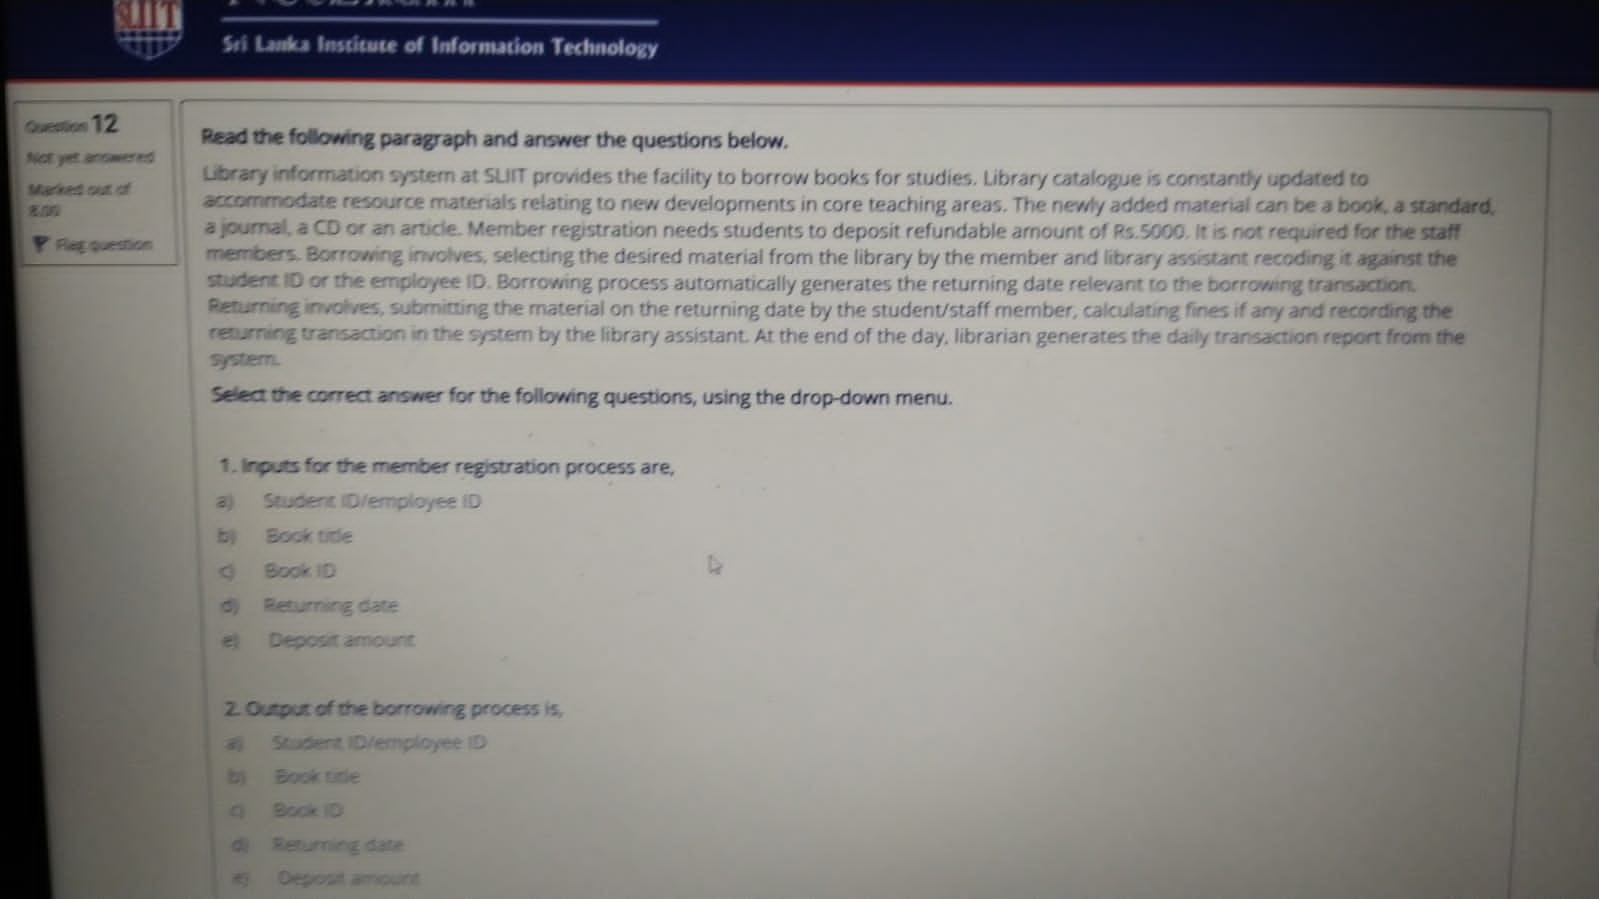 SLIIT
Sri Lanka Institute of Information Technology
Question 12
Not yet answered
Marked out of
8.00
Flag question
Read the following paragraph and answer the questions below.
Library information system at SLIIT provides the facility to borrow books for studies. Library catalogue is constantly updated to
accommodate resource materials relating to new developments in core teaching areas. The newly added material can be a book, a standard,
a journal, a CD or an article. Member registration needs students to deposit refundable amount of Rs.5000. It is not required for the staff
members. Borrowing involves, selecting the desired material from the library by the member and library assistant recoding it against the
student ID or the employee ID. Borrowing process automatically generates the returning date relevant to the borrowing transaction.
Returning involves, submitting the material on the returning date by the student/staff member, calculating fines if any and recording the
returning transaction in the system by the library assistant. At the end of the day, librarian generates the daily transaction report from the
system.
Select the correct answer for the following questions, using the drop-down menu.
1. Inputs for the member registration process are,
a) Student ID/employee ID
b) Book title
c) Book ID
d) Returning date
e) Deposit amount
2. Output of the borrowing process is,
a) Student ID/employee ID
b) Book title
c) Book ID
d) Returning date
e) Deposit amount